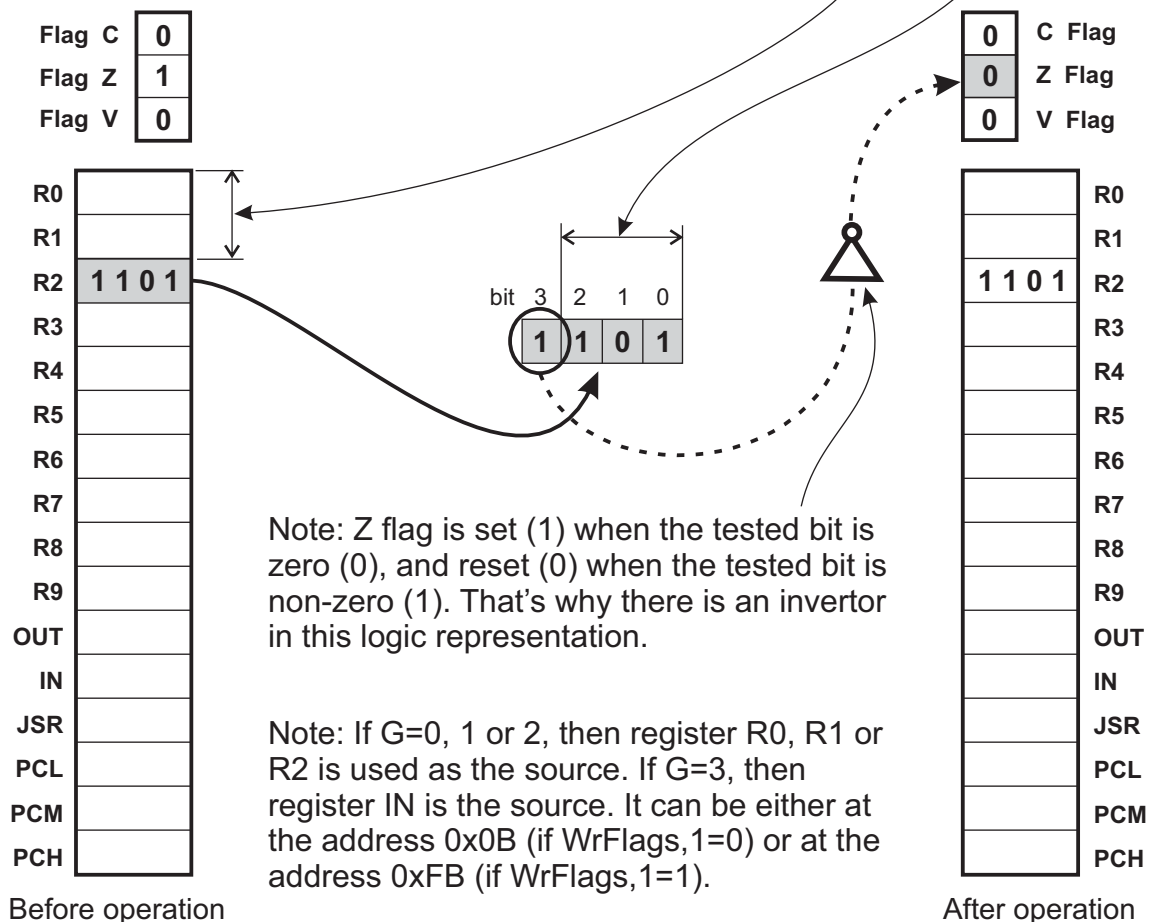 Flag C 0
Flag Z 1
Flag V 0
0 C Flag
0 Z Flag
0 V Flag
R0
R1
R2 1 1 0 1
R3
R4
R5
R6
R7
R8
R9
OUT
IN
JSR
PCL
PCM
PCH
Before operation
bit 3 2 1 0
1 1 0 1
Note: Z flag is set (1) when the tested bit is
zero (0), and reset (0) when the tested bit is
non-zero (1). That's why there is an invertor
in this logic representation.
Note: If G=0, 1 or 2, then register R0, R1 or
R2 is used as the source. If G=3, then
register IN is the source. It can be either at
the address 0x0B (if WrFlags,1=0) or at the
address 0xFB (if WrFlags,1=1).
R0
R1
1 1 0 1 R2
R3
R4
R5
R6
R7
R8
R9
OUT
IN
JSR
PCL
PCM
PCH
After operation